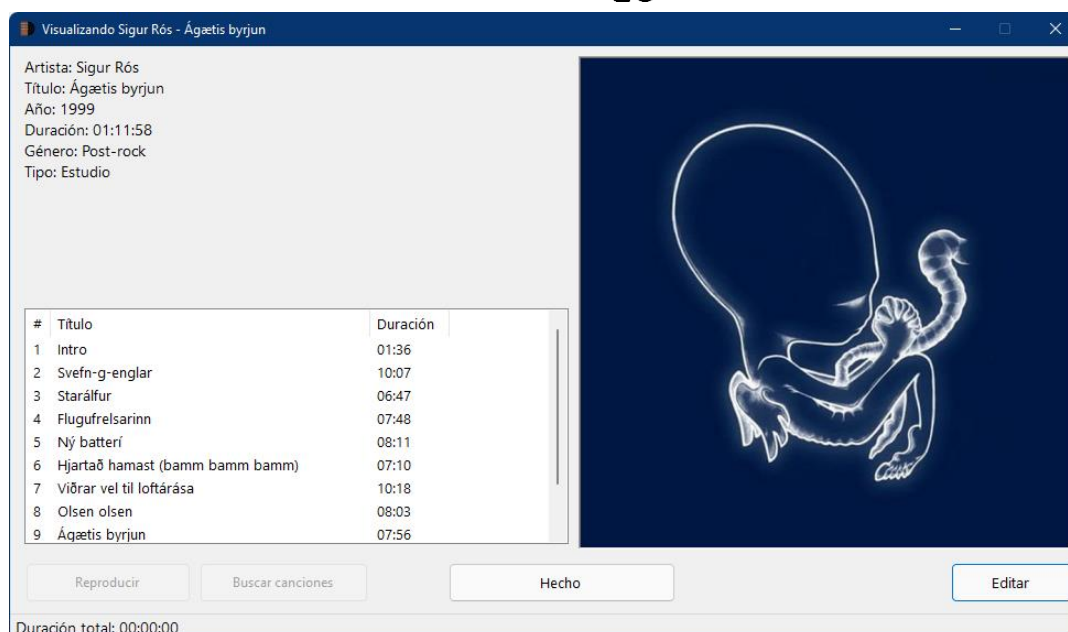 Visualizando Sigur Rós - Ágætis byrjun
Artista: Sigur Rós
Título: Ágætis byrjun
Año: 1999
Duración: 01:11:58
Género: Post-rock
Tipo: Estudio
# Título Duración
1 Intro 01:36
2 Svefn-g-englar 10:07
3 Starálfur 06:47
4 Flugufrelsarinn 07:48
5 Ný batterí 08:11
6 Hjartað hamast (bamm bamm bamm) 07:10
7 Viðrar vel til loftárása 10:18
8 Olsen olsen 08:03
9 Ágætis byrjun 07:56
Reproducir Buscar canciones Hecho Editar
Duración total: 00:00:00